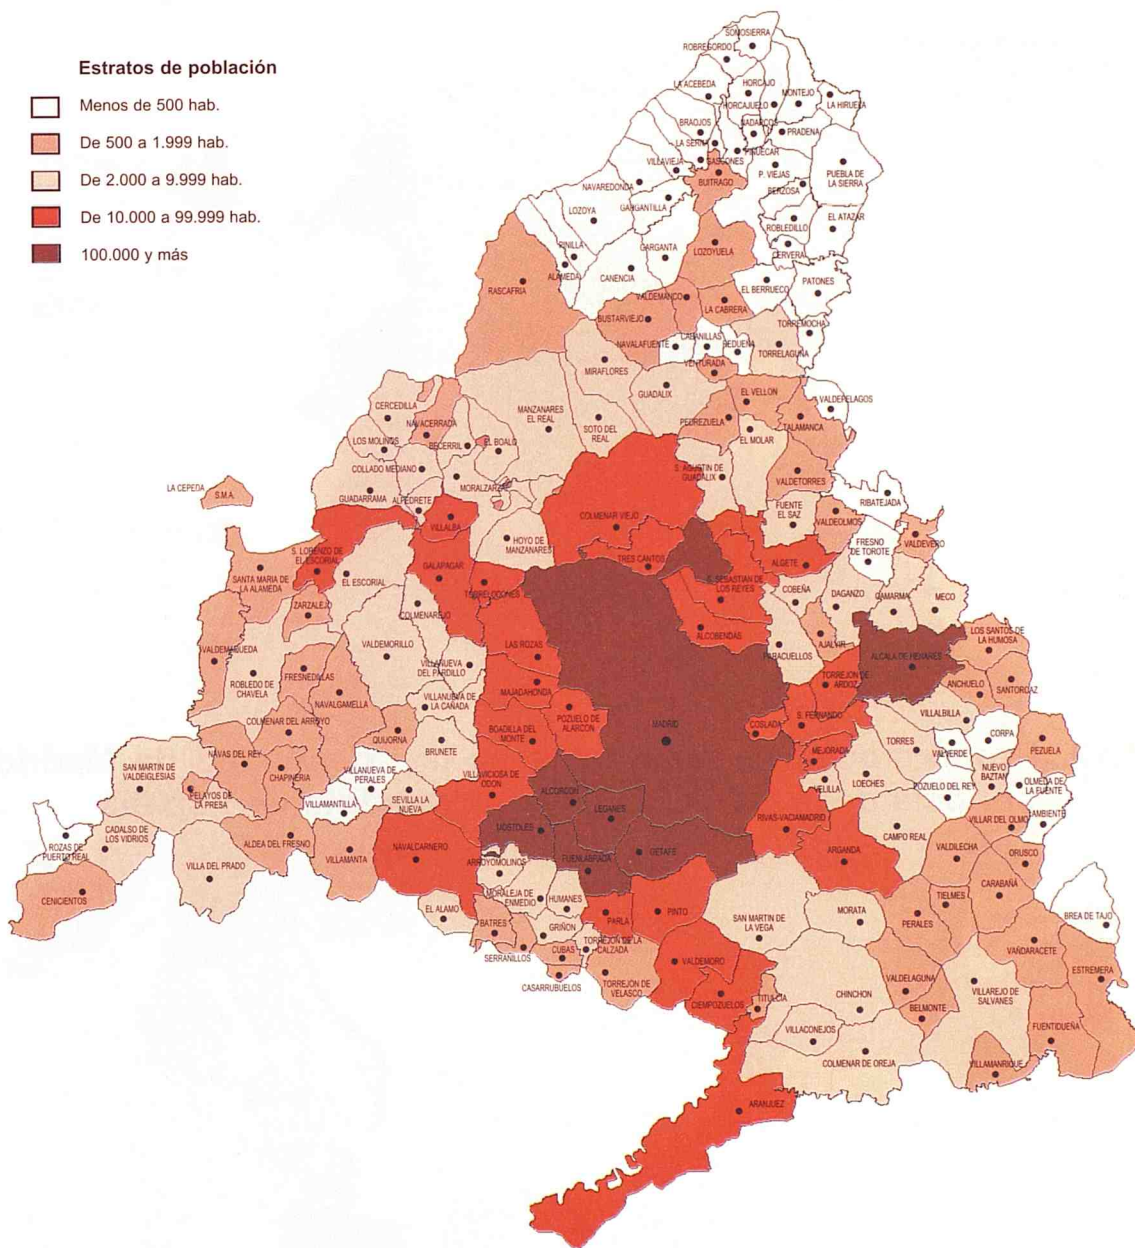 Estratos de población
Menos de 500 hab.
De 500 a 1.999 hab.
De 2.000 a 9.999 hab.
De 10.000 a 99.999 hab.
100.000 y más
SOMOSIERRA
ROBREGORDO
LA ACEBEDA
HORCAJO
MONTEJO
HORCAJUELO
LA HIRUELA
BRAOJOS
MADARCOS
PRADENA
LA SERNA
PIÑUECAR
VILLAVIEJA
GASCONES
P. VIEJAS
PUEBLA DE
LA SIERRA
BUITRAGO
NAVAREDONDA
BERZOSA
GARGANTILLA
LOZOYA
ROBLEDILLO
EL ATAZAR
PINILLA
GARGANTA
LOZOYUELA
CERVERA
ALAMEDA
CANENCIA
EL BERRUECO
PATONES
RASCAFRIA
VALDEMANCO
LA CABRERA
BUSTARVIEJO
TORREMOCHA
NAVALAFUENTE
CABANILLAS
REDUEÑA
TORRELAGUNA
VENTURADA
MIRAFLORES
GUADALIX
EL VELLON
VALDEPIELAGOS
CERCEDILLA
MANZANARES
EL REAL
SOTO DEL
REAL
PEDREZUELA
TALAMANCA
NAVACERRADA
EL MOLAR
LOS MOLINOS
BECERRIL
EL BOALO
COLLADO MEDIANO
S. AGUSTIN DE
GUADALIX
VALDETORRES
LA CEPEDA
S.M.A.
GUADARRAMA
ALPEDRETE
MORALZARZAL
RIBATEJADA
VILLALBA
COLMENAR VIEJO
FUENTE
EL SAZ
VALDEOLMOS
HOYO DE
MANZANARES
FRESNO
DE TOROTE
VALDEVERO
S. LORENZO DE
EL ESCORIAL
TRES CANTOS
ALGETE
GALAPAGAR
SANTA MARIA DE
LA ALAMEDA
EL ESCORIAL
TORRELODONES
S. SEBASTIAN DE
LOS REYES
COBEÑA
DAGANZO
CAMARMA
MECO
ZARZALEJO
COLMENAREJO
ALCOBENDAS
AJALVIR
LOS SANTOS DE
LA HUMOSA
VALDEMORILLO
LAS ROZAS
PARACUELLOS
ALCALA DE HENARES
VALDEMAQUEDA
VILLANUEVA
DEL PARDILLO
FRESNEDILLAS
ROBLEDO DE
CHAVELA
TORREJON DE
ARDOZ
ANCHUELO
SANTORCAZ
NAVALGAMELLA
VILLANUEVA DE
LA CAÑADA
MAJADAHONDA
COLMENAR DEL ARROYO
POZUELO DE
ALARCON
MADRID
COSLADA
S. FERNANDO
VILLALBILLA
QUIJORNA
BOADILLA DEL
MONTE
CORPA
BRUNETE
MEJORADA
TORRES
VALVERDE
PEZUELA
NAVAS DEL REY
SAN MARTIN DE
VALDEIGLESIAS
CHAPINERIA
VILLANUEVA
DE PERALES
VILLAVICIOSA DE
ODON
VELILLA
LOECHES
NUEVO
BAZTAN
OLMEDA DE
LA FUENTE
PELAYOS DE
LA PRESA
SEVILLA LA
NUEVA
ALCORCON
POZUELO DEL REY
VILLAMANTILLA
LEGANES
AMBIENTE
CADALSO DE
LOS VIDRIOS
MOSTOLES
RIVAS-VACIAMADRID
CAMPO REAL
VILLAR DEL OLMO
ROZAS DE
PUERTO REAL
ALDEA DEL FRESNO
VILLAMANTA
GETAFE
NAVALCARNERO
ARGANDA
VALDILECHA
ORUSCO
VILLA DEL PRADO
ARROYOMOLINOS
FUENLABRADA
CENICIENTOS
MORALEJA DE
ENMEDIO
HUMANES
CARABAÑA
TIELMES
EL ALAMO
PARLA
PINTO
SAN MARTIN DE
LA VEGA
MORATA
PERALES
BREA DE TAJO
BATRES
GRIÑON
SERRANILLOS
CUBAS
TORREJON DE LA
CALZADA
VALDEMORO
VAÑDARACETE
CASARRUBUELOS
TORREJON DE
VELASCO
CIEMPOZUELOS
TITULCIA
CHINCHON
VALDELAGUNA
VILLAREJO DE
SALVANES
ESTREMERA
BELMONTE
VILLACONEJOS
FUENTIDUEÑA
COLMENAR DE OREJA
VILLAMANRIQUE
ARANJUEZ